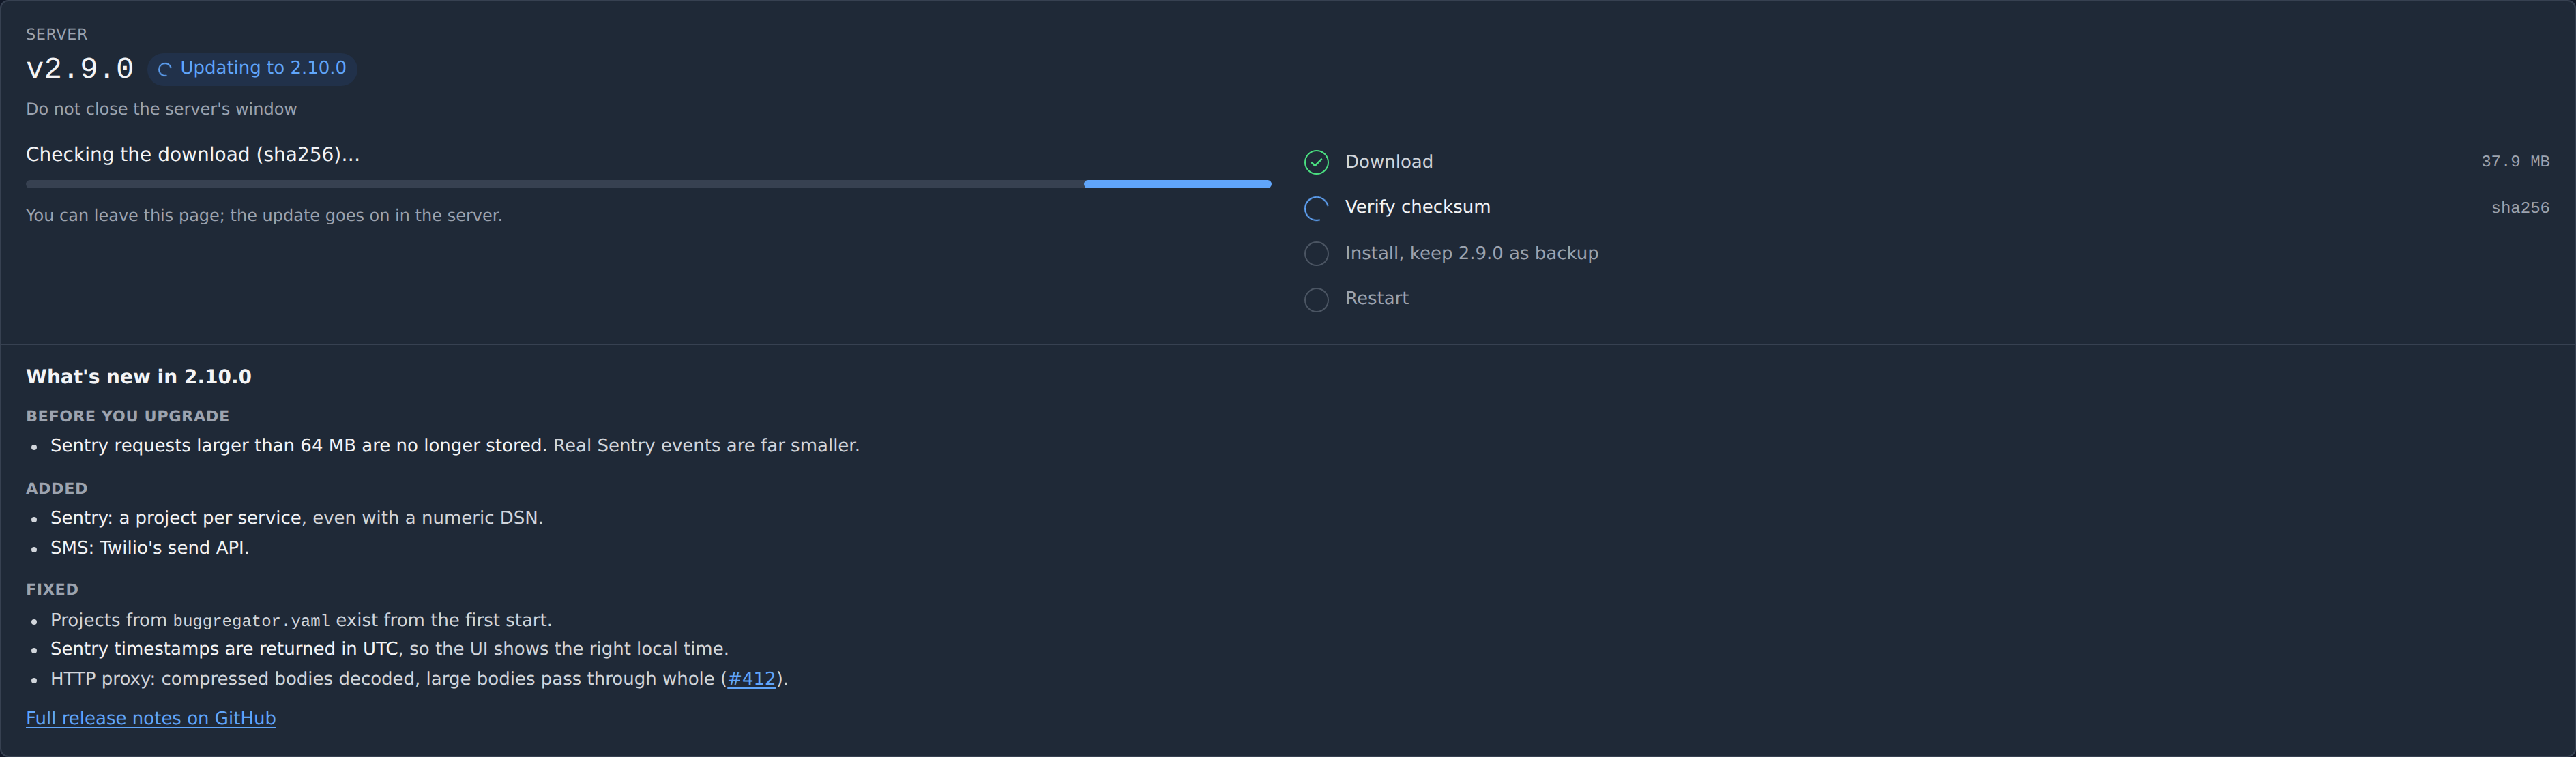 SERVER
v2.9.0 Updating to 2.10.0
Do not close the server's window
Checking the download (sha256)...
You can leave this page; the update goes on in the server.
Download 37.9 MB
Verify checksum sha256
Install, keep 2.9.0 as backup
Restart
What's new in 2.10.0
BEFORE YOU UPGRADE
• Sentry requests larger than 64 MB are no longer stored. Real Sentry events are far smaller.
ADDED
• Sentry: a project per service, even with a numeric DSN.
• SMS: Twilio's send API.
FIXED
• Projects from buggregator.yaml exist from the first start.
• Sentry timestamps are returned in UTC, so the UI shows the right local time.
• HTTP proxy: compressed bodies decoded, large bodies pass through whole (#412).
Full release notes on GitHub